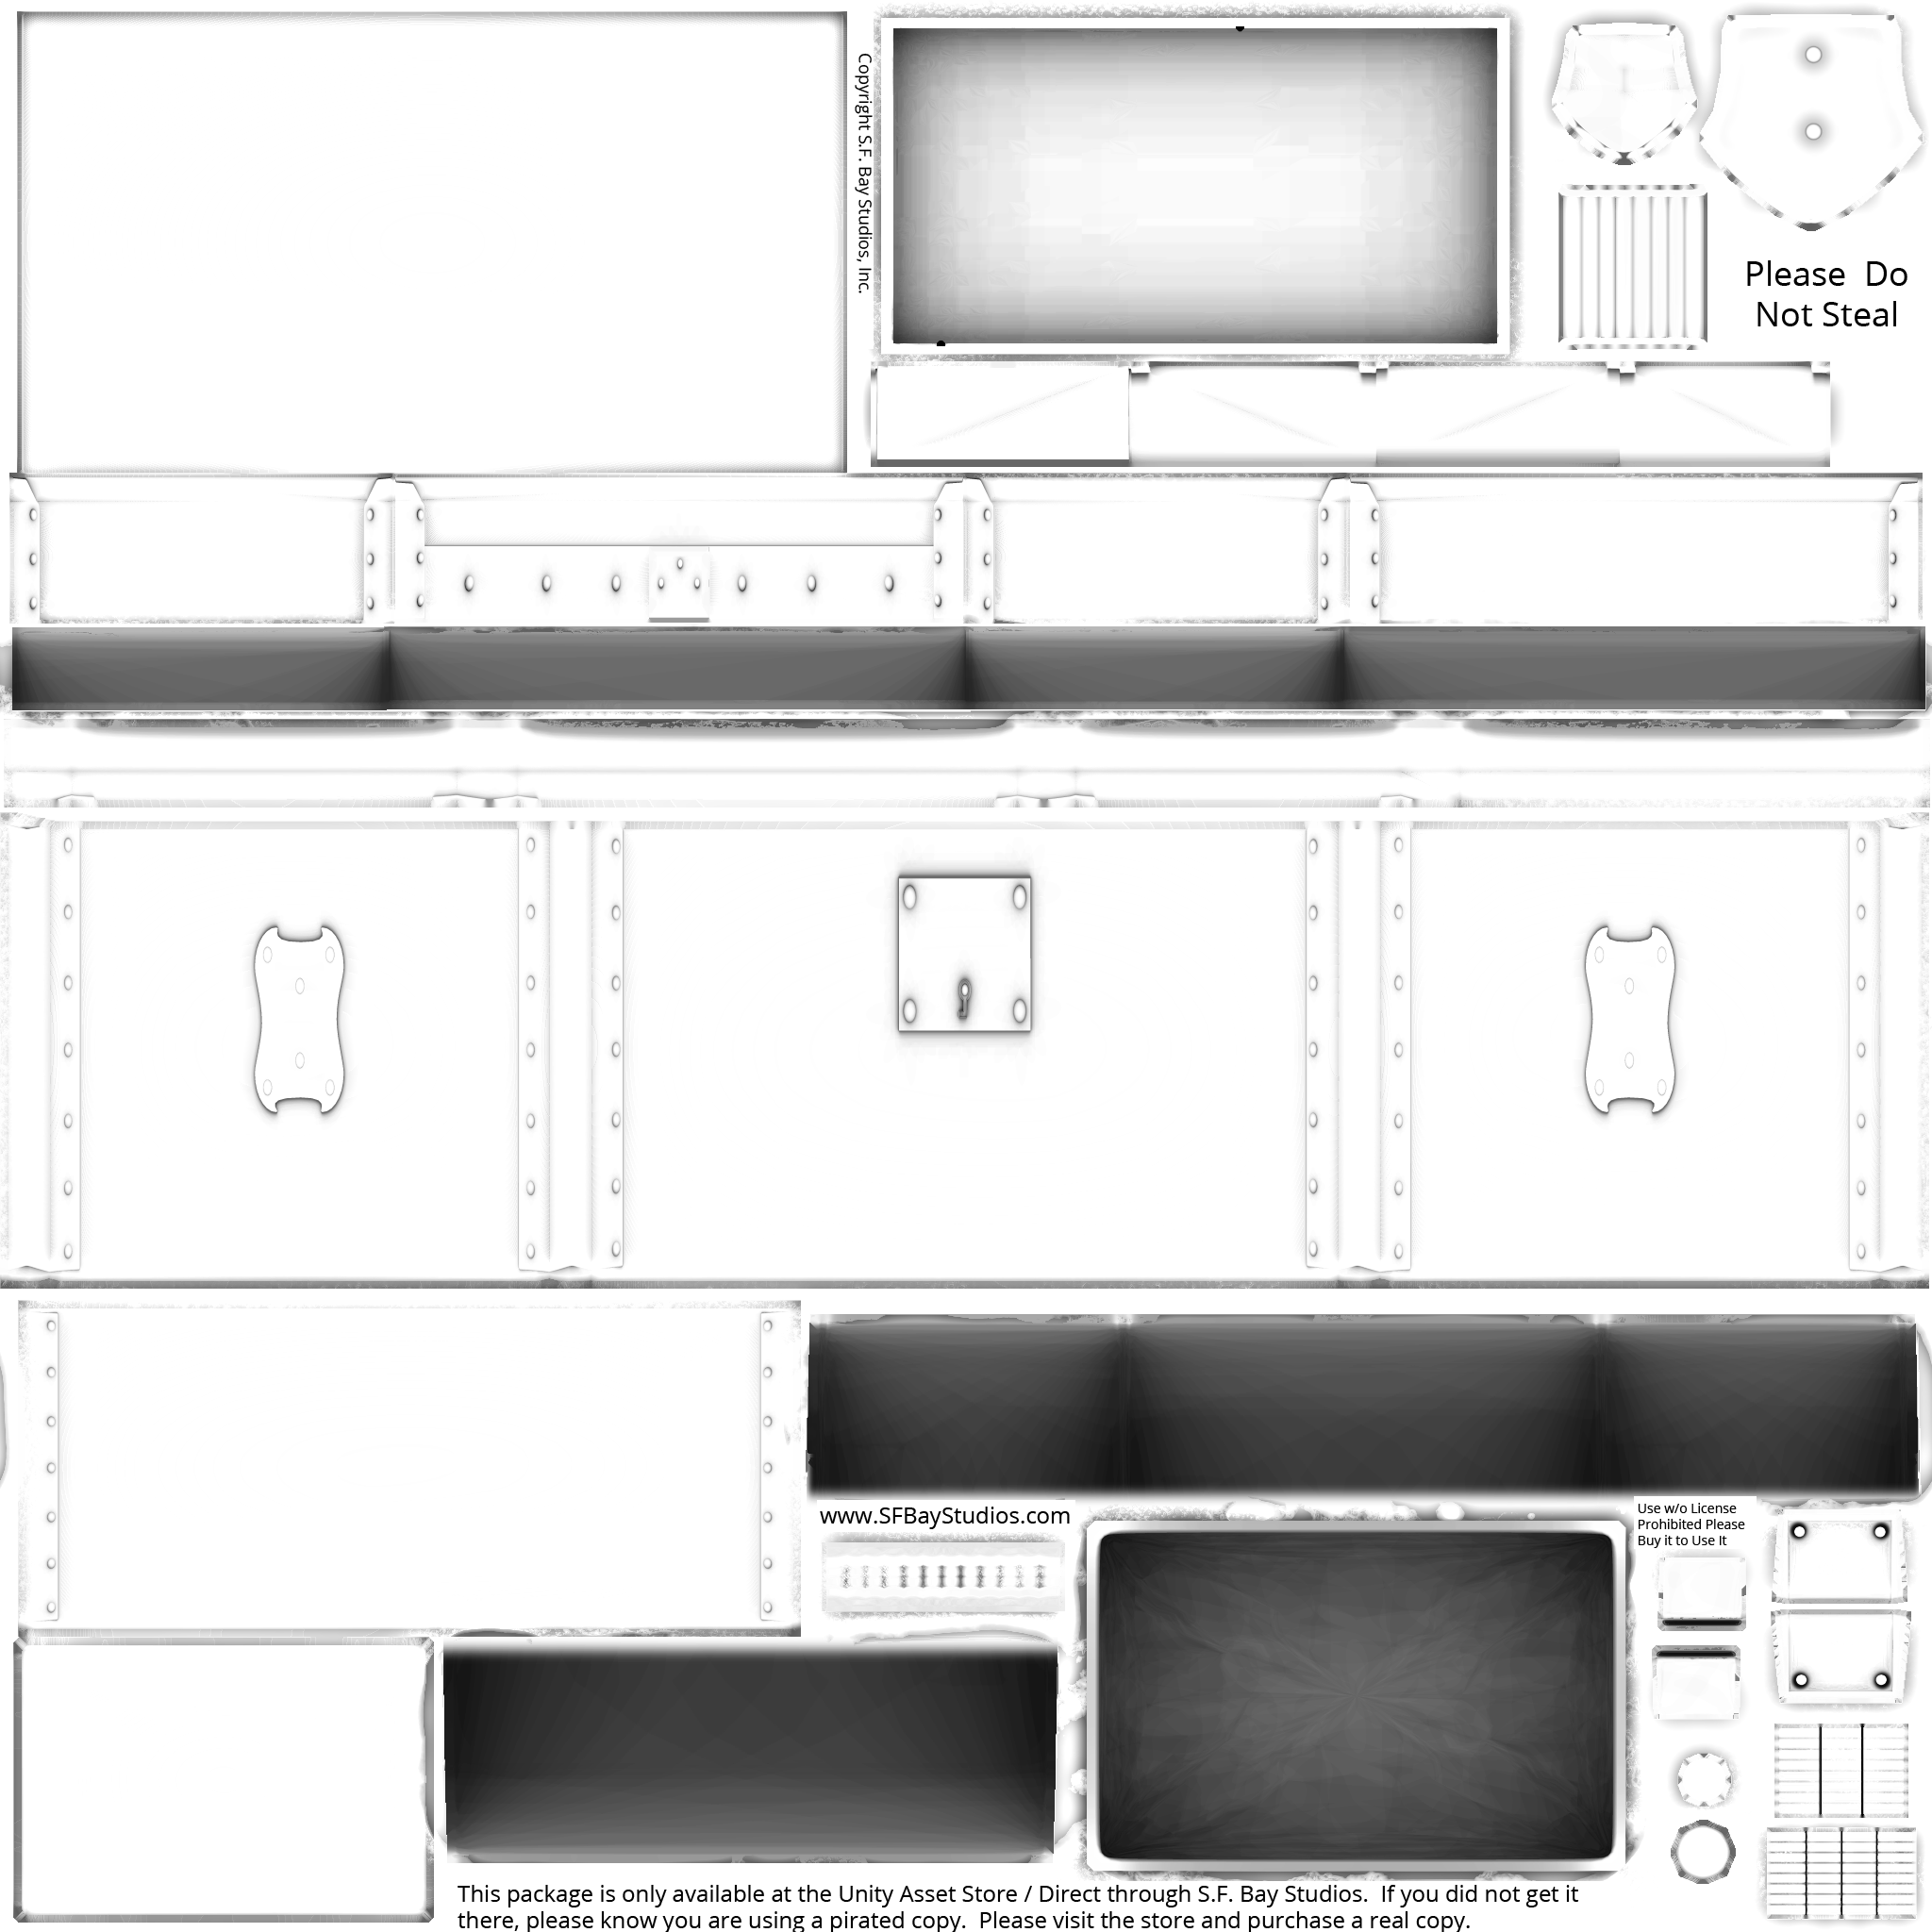 Copyright S.F. Bay Studios, Inc.
Please  Do
Not Steal
www.SFBayStudios.com
Use w/o License
Prohibited Please
Buy it to Use It
This package is only available at the Unity Asset Store / Direct through S.F. Bay Studios.  If you did not get it
there, please know you are using a pirated copy.  Please visit the store and purchase a real copy.